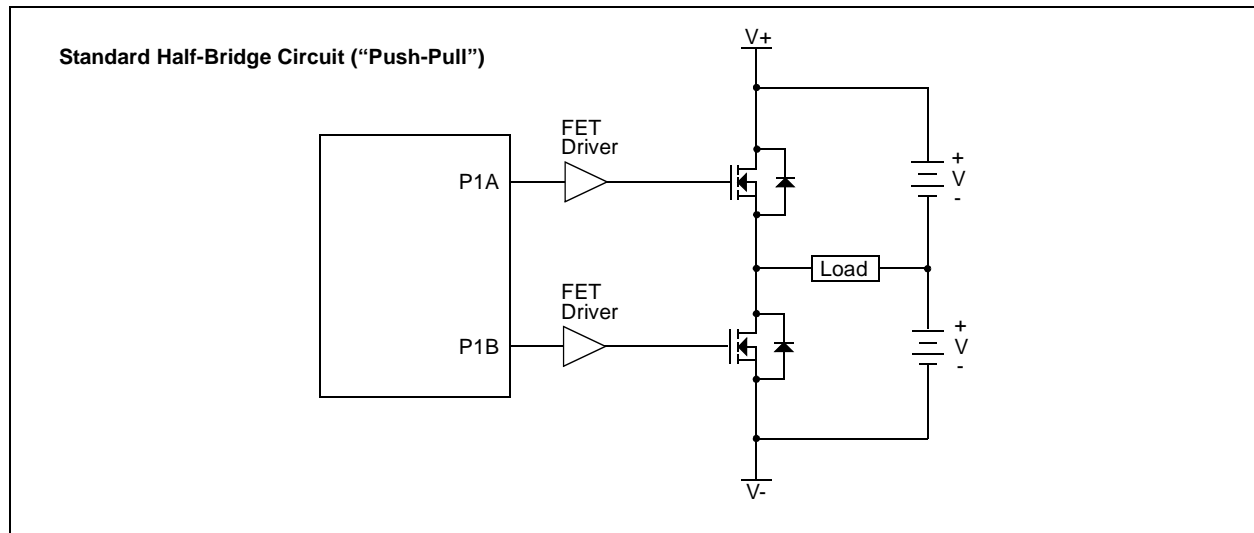 Standard Half-Bridge Circuit (“Push-Pull”)
V+
FET
Driver
P1A
+
V
-
Load
FET
Driver
P1B
+
V
-
V-